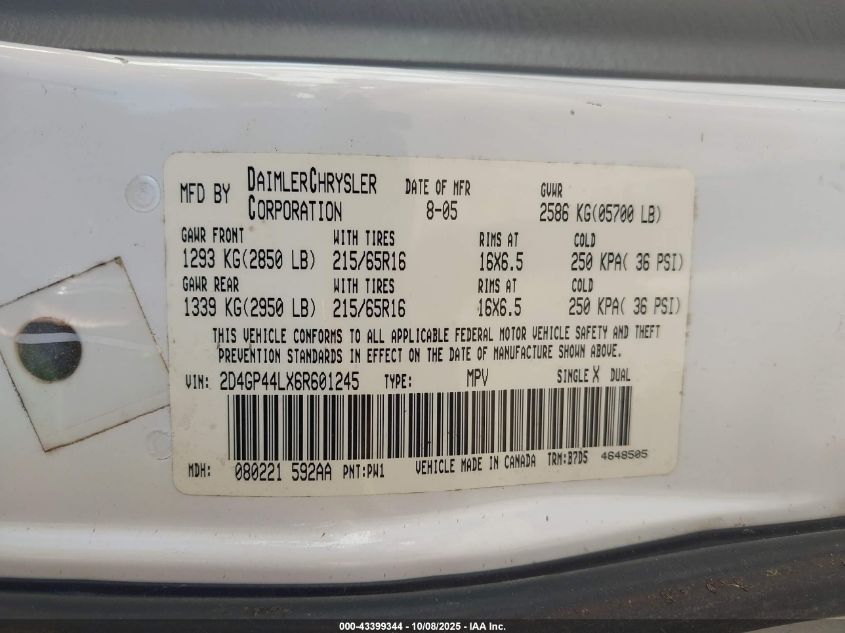 MFD BY DAIMLERCHRYSLER CORPORATION DATE OF MFR 8-05 GVWR 2586 KG(05700 LB)
GAWR FRONT WITH TIRES RIMS AT COLD
1293 KG(2850 LB) 215/65R16 16X6.5 250 KPA( 36 PSI)
GAWR REAR WITH TIRES RIMS AT COLD
1339 KG(2950 LB) 215/65R16 16X6.5 250 KPA( 36 PSI)
THIS VEHICLE CONFORMS TO ALL APPLICABLE FEDERAL MOTOR VEHICLE SAFETY AND THEFT
PREVENTION STANDARDS IN EFFECT ON THE DATE OF MANUFACTURE SHOWN ABOVE.
VIN: 2D4GP44LX6R601245 TYPE: MPV SINGLE X DUAL
MDH: 080221 592AA PNT:PW1 VEHICLE MADE IN CANADA TRM:B7D5 4648505
000-43399344 | 10/08/2025 | IAA Inc.